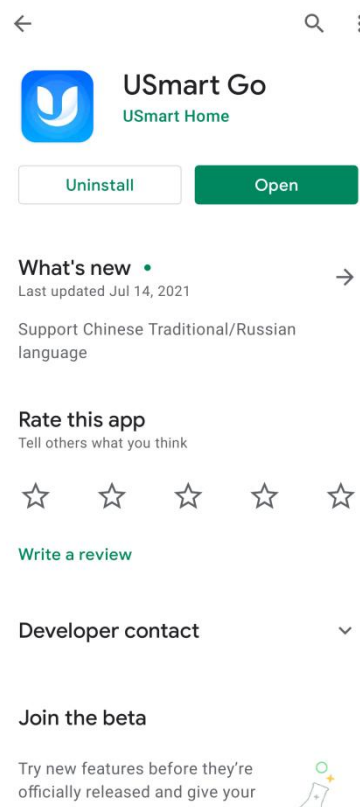 USmart Go
USmart Home
Uninstall
Open
What's new
Last updated Jul 14, 2021
Support Chinese Traditional/Russian
language
Rate this app
Tell others what you think
Write a review
Developer contact
Join the beta
Try new features before they're
officially released and give your